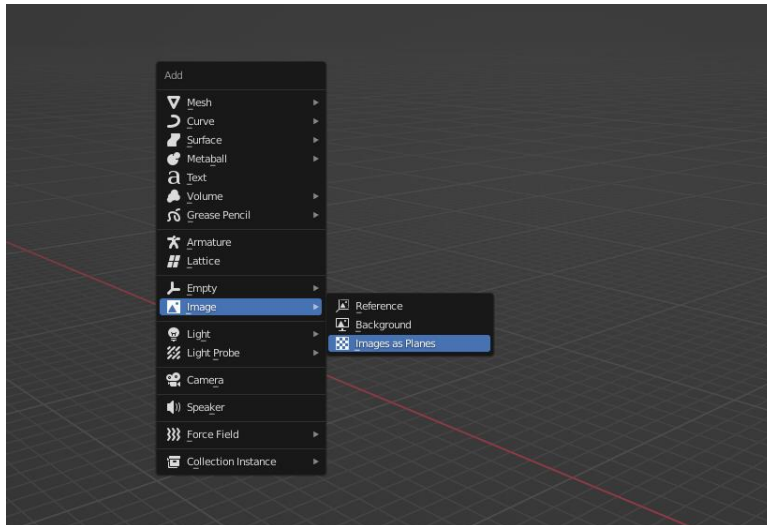 Add
Mesh
Curve
Surface
Metaball
Text
Volume
Grease Pencil
Armature
Lattice
Empty
Image
Reference
Background
Images as Planes
Light
Light Probe
Camera
Speaker
Force Field
Collection Instance